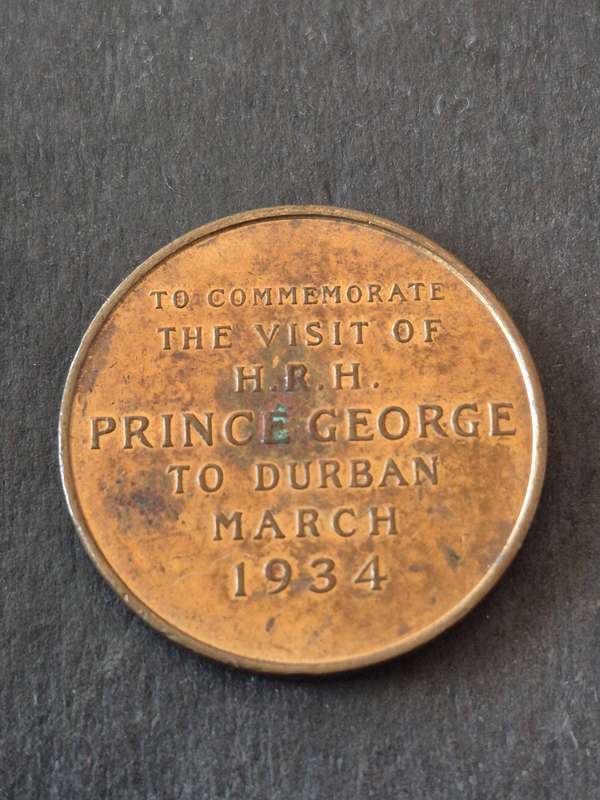 TO COMMEMORATE
THE VISIT OF
H.R.H.
PRINCE GEORGE
TO DURBAN
MARCH
1934